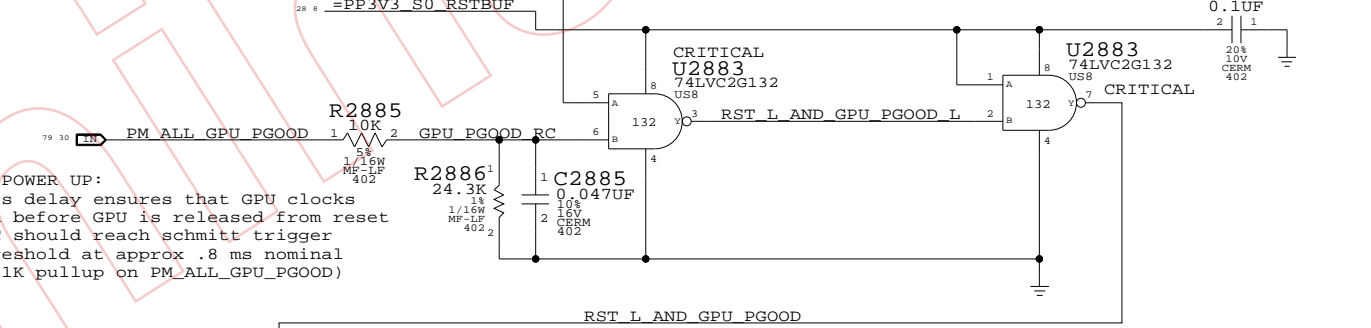 28 8 =PP3V3_S0_RSTBUF
0.1UF
2 1
20%
10V
CERM
402
CRITICAL
U2883
74LVC2G132
US8
8
5 A
132
Y 3
6 B
4
RST_L_AND_GPU_PGOOD_L
U2883
74LVC2G132
US8
8
CRITICAL
1 A
132
Y 7
2 B
4
R2885
10K
79 30 IN PM_ALL_GPU_PGOOD 1 2 GPU_PGOOD_RC
5%
1/16W
MF-LF
402
R2886 1
24.3K
1%
1/16W
MF-LF
402 2
1 C2885
0.047UF
10%
16V
2 CERM
402
POWER UP:
s delay ensures that GPU clocks
before GPU is released from reset
should reach schmitt trigger
eshold at approx .8 ms nominal
1K pullup on PM_ALL_GPU_PGOOD)
RST_L_AND_GPU_PGOOD